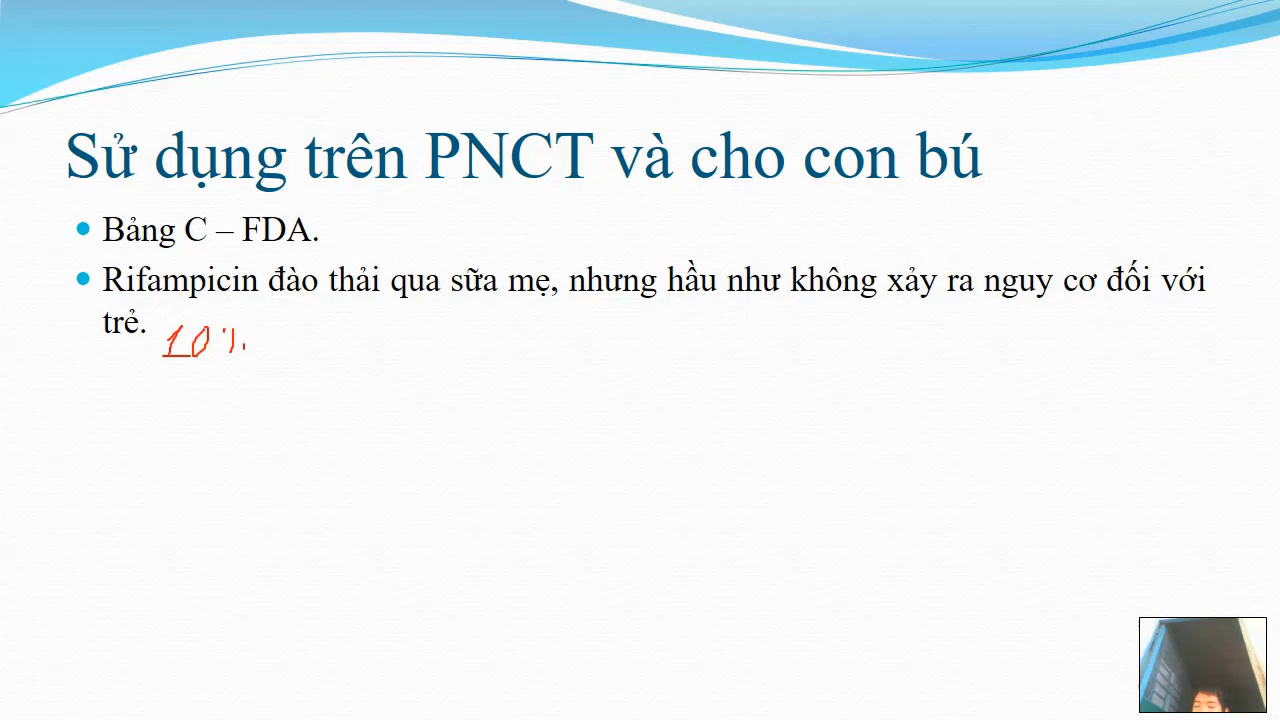 Sử dụng trên PNCT và cho con bú
Bảng C – FDA.
Rifampicin đào thải qua sữa mẹ, nhưng hầu như không xảy ra nguy cơ đối với
trẻ.
10%